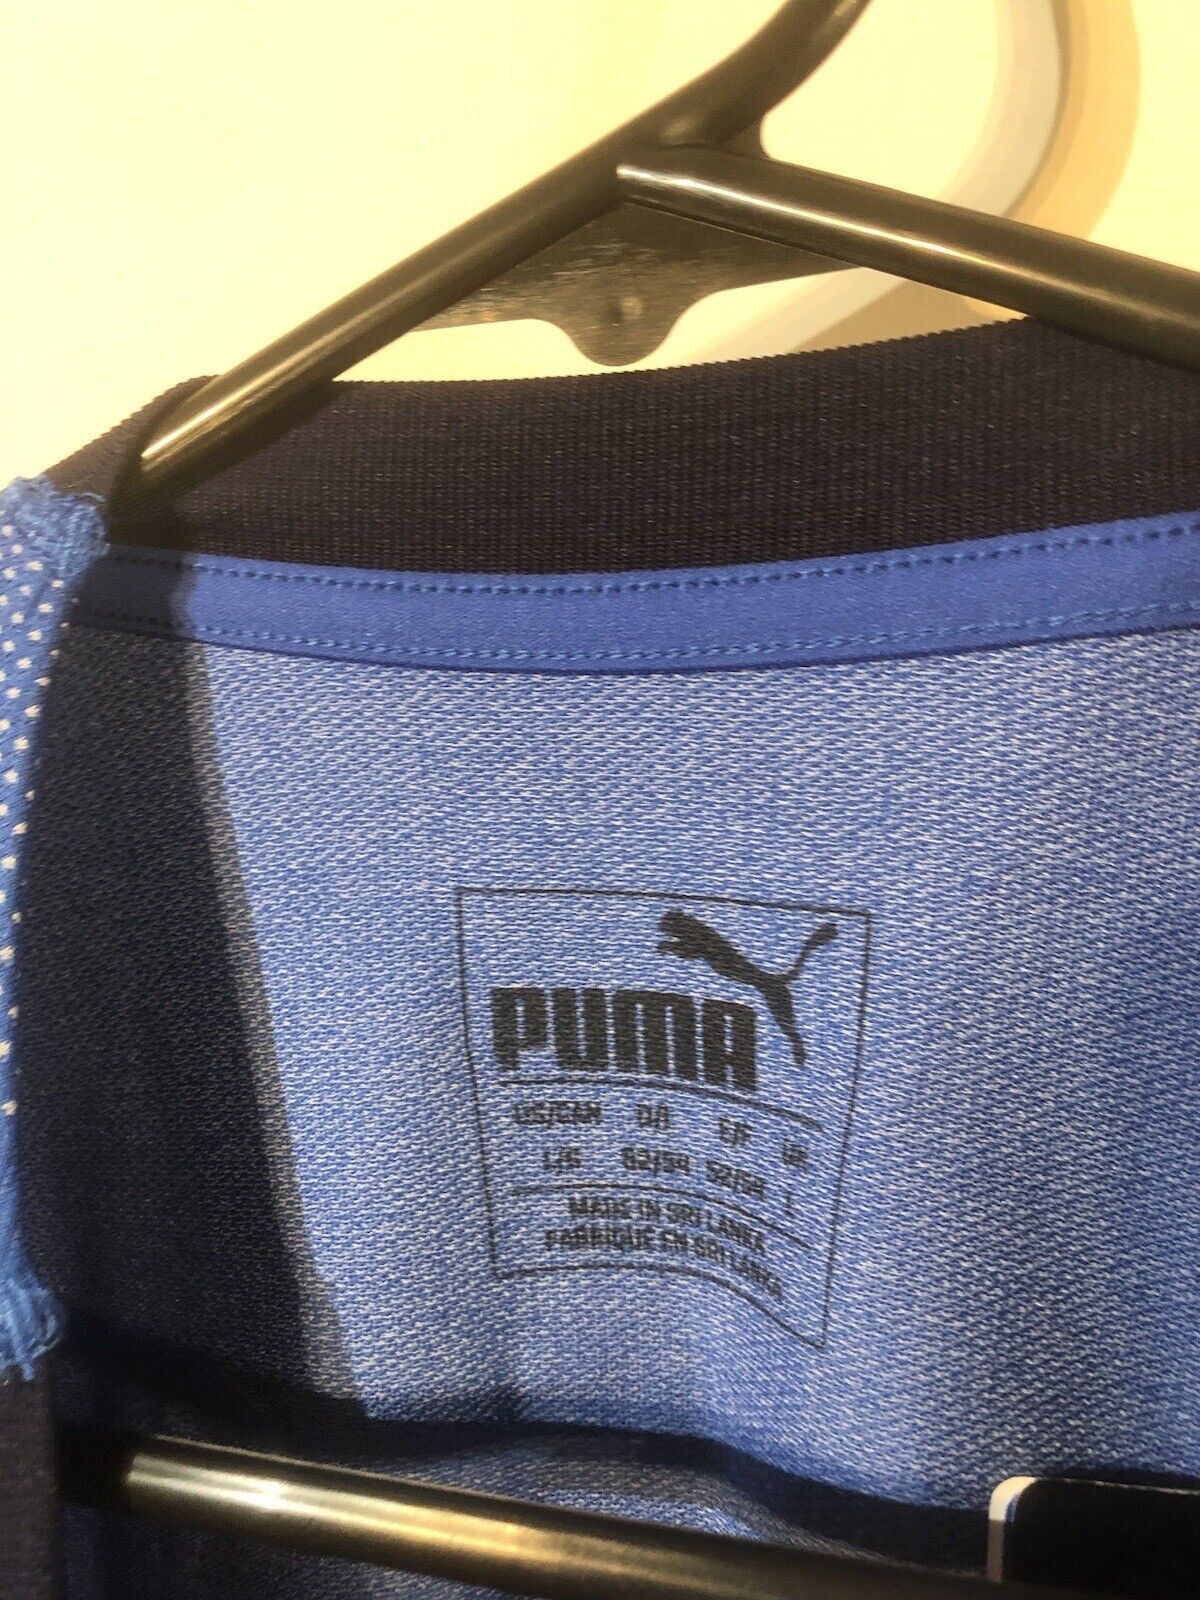 PUMA
US/CAN D/I E/F UK
L/G 52/54 52/54 L
MADE IN SRI LANKA
FABRIQUÉ EN SRI LANKA